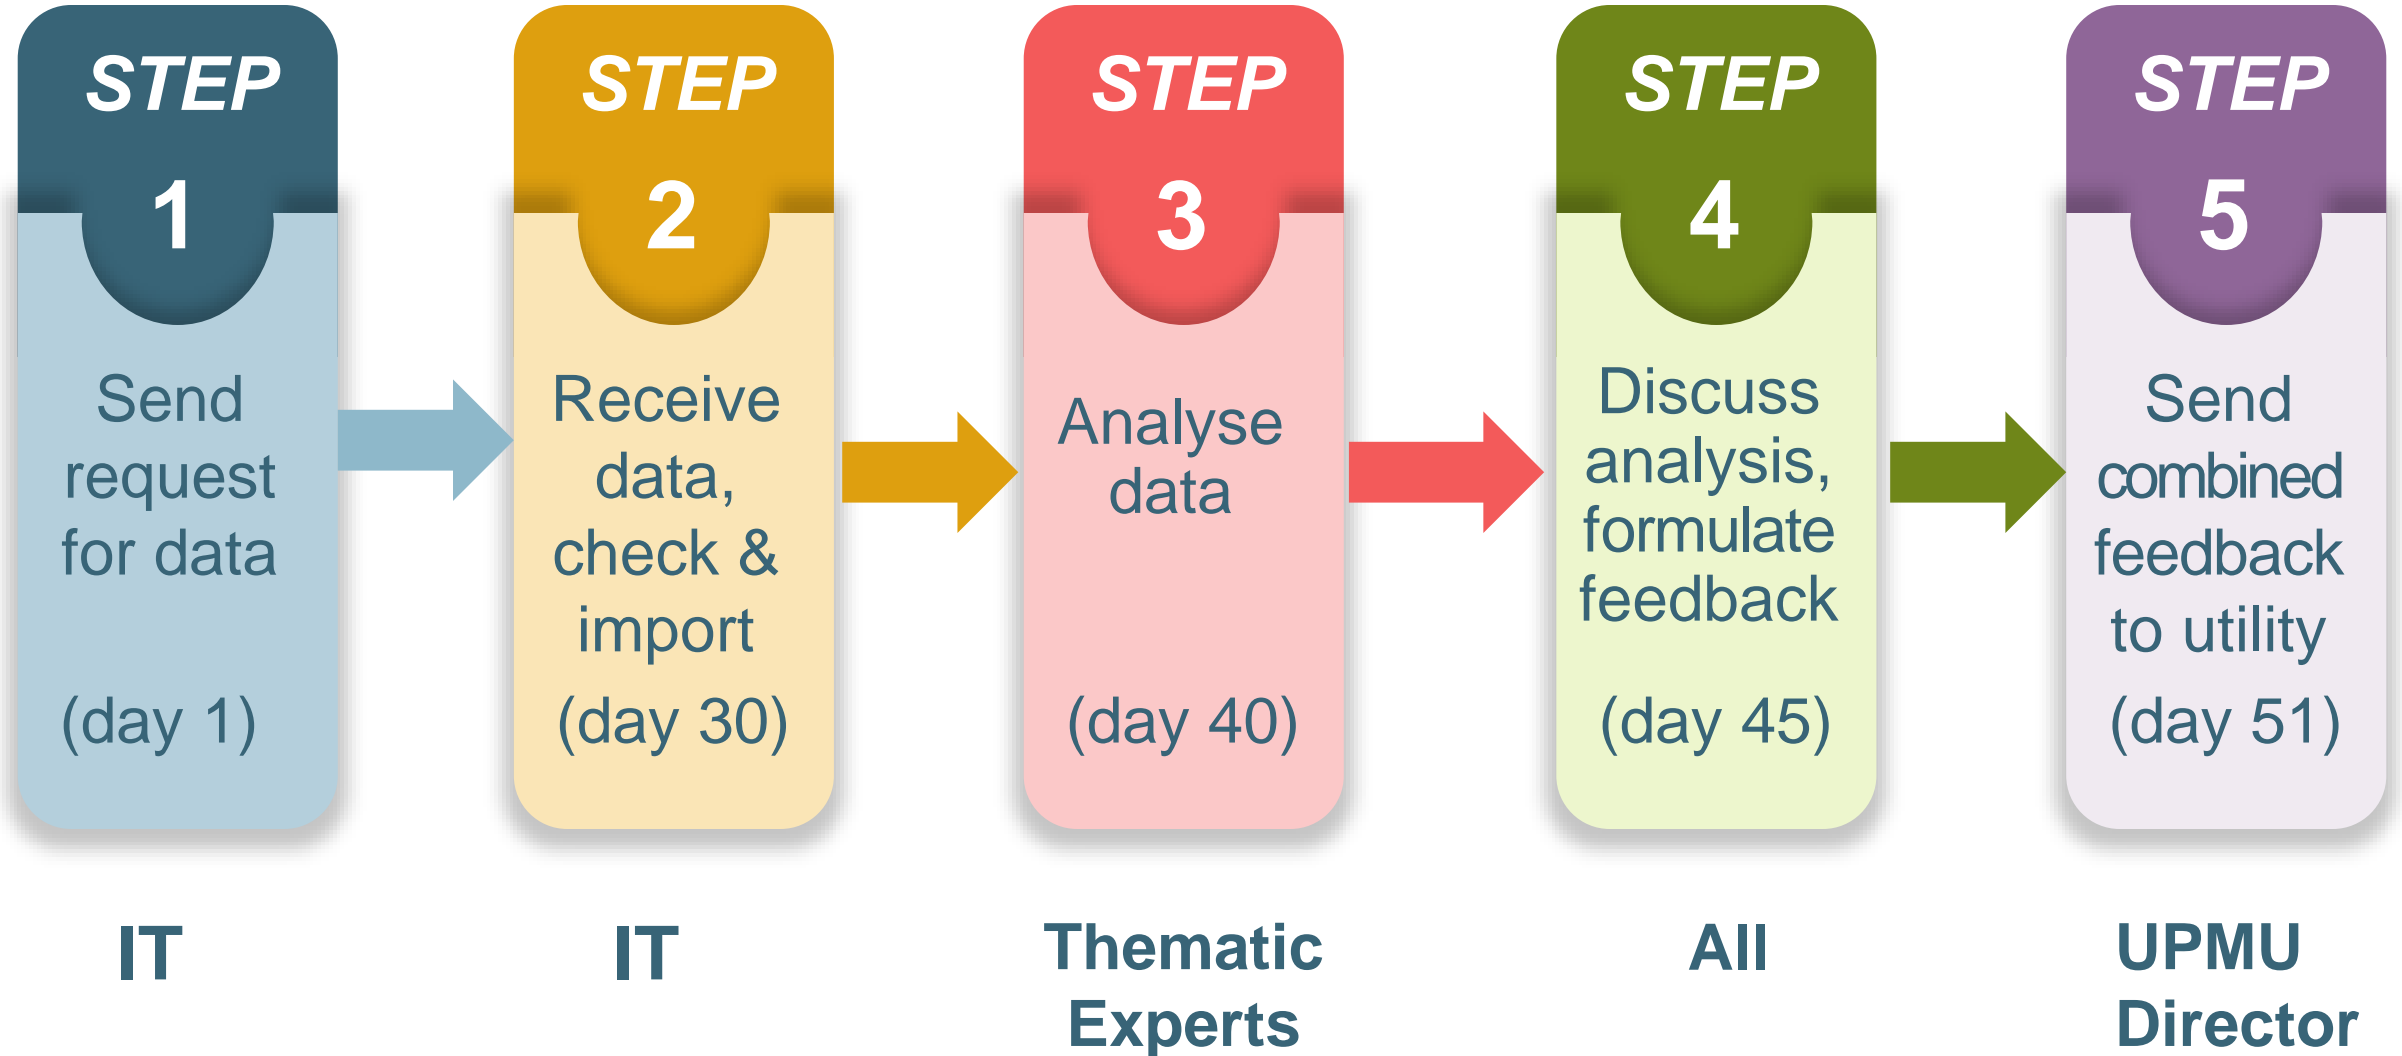 STEP
1
Send
request
for data
(day 1)
IT
STEP
2
Receive
data,
check &
import
(day 30)
IT
STEP
3
Analyse
data
(day 40)
Thematic
Experts
STEP
4
Discuss
analysis,
formulate
feedback
(day 45)
All
STEP
5
Send
combined
feedback
to utility
(day 51)
UPMU
Director